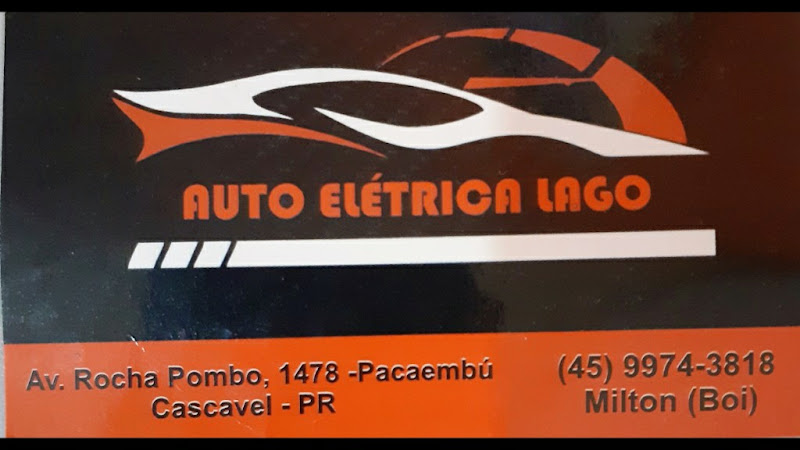 AUTO ELÉTRICA LAGO
Av. Rocha Pombo, 1478 -Pacaembú
Cascavel - PR
(45) 9974-3818
Milton (Boi)